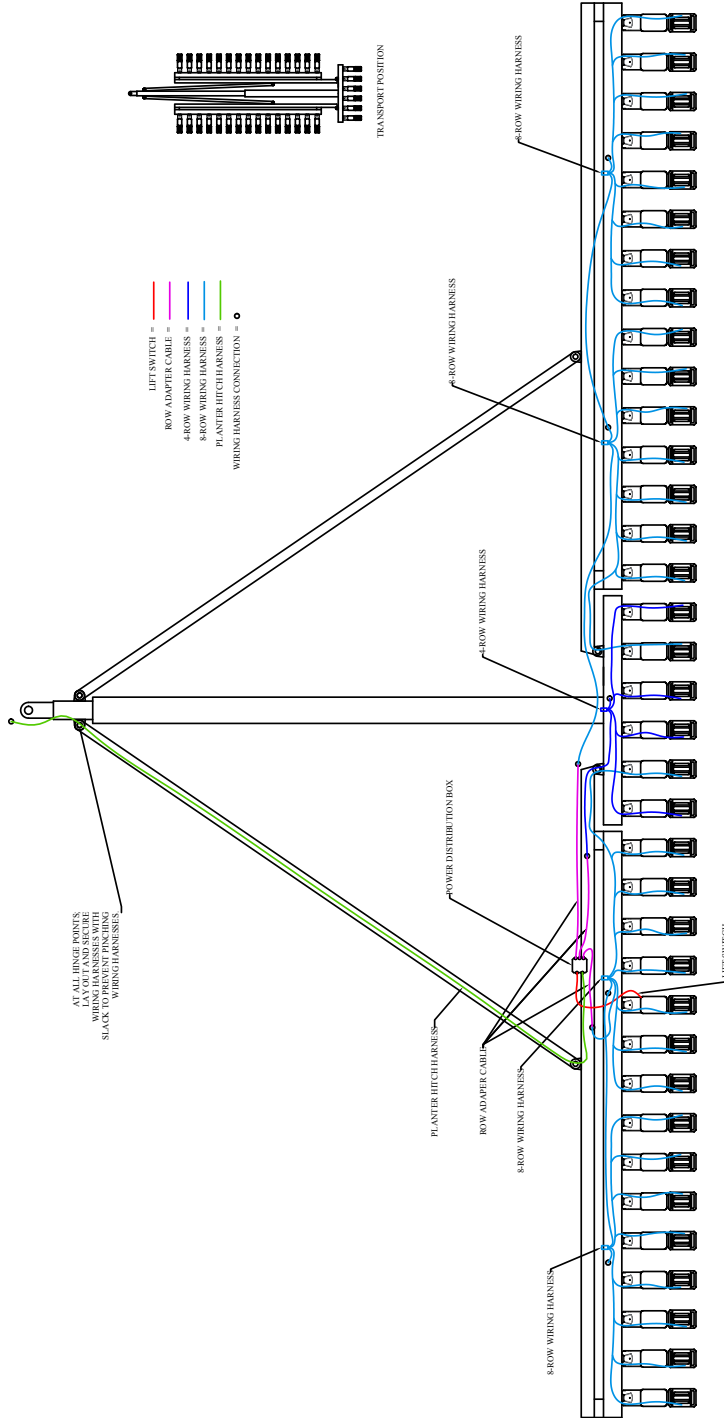 TRANSPORT POSITION
LIFT SWITCH =
ROW ADAPTER CABLE =
4-ROW WIRING HARNESS =
8-ROW WIRING HARNESS =
PLANTER HITCH HARNESS =
WIRING HARNESS CONNECTION =
8-ROW WIRING HARNESS
8-ROW WIRING HARNESS
4-ROW WIRING HARNESS
POWER DISTRIBUTION BOX
AT ALL HINGE POINTS;
LAY OUT AND SECURE
WIRING HARNESSES WITH
SLACK TO PREVENT PINCHING
WIRING HARNESSES
PLANTER HITCH HARNESS
ROW ADAPER CABLE
8-ROW WIRING HARNESS
8-ROW WIRING HARNESS
LIFT SWITCH